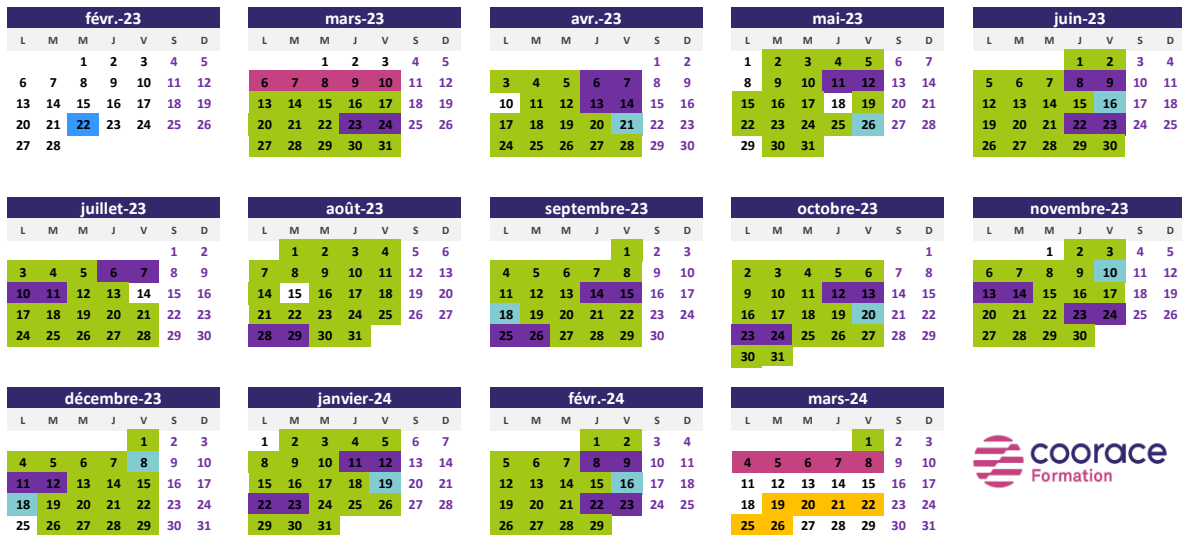 févr.-23 mars-23 avr.-23 mai-23 juin-23
L M M J V S D L M M J V S D L M M J V S D L M M J V S D L M M J V S D
1 2 3 4 5 1 2 3 4 5 1 2 1 2 3 4 5 6 7 1 2 3 4
6 7 8 9 10 11 12 6 7 8 9 10 11 12 3 4 5 6 7 8 9 8 9 10 11 12 13 14 5 6 7 8 9 10 11
13 14 15 16 17 18 19 13 14 15 16 17 18 19 10 11 12 13 14 15 16 15 16 17 18 19 20 21 12 13 14 15 16 17 18
20 21 22 23 24 25 26 20 21 22 23 24 25 26 17 18 19 20 21 22 23 22 23 24 25 26 27 28 19 20 21 22 23 24 25
27 28 27 28 29 30 31 24 25 26 27 28 29 30 29 30 31 26 27 28 29 30
juillet-23 août-23 septembre-23 octobre-23 novembre-23
L M M J V S D L M M J V S D L M M J V S D L M M J V S D L M M J V S D
1 2 1 2 3 4 5 6 1 2 3 1 1 2 3 4 5
3 4 5 6 7 8 9 7 8 9 10 11 12 13 4 5 6 7 8 9 10 2 3 4 5 6 7 8 6 7 8 9 10 11 12
10 11 12 13 14 15 16 14 15 16 17 18 19 20 11 12 13 14 15 16 17 9 10 11 12 13 14 15 13 14 15 16 17 18 19
17 18 19 20 21 22 23 21 22 23 24 25 26 27 18 19 20 21 22 23 24 16 17 18 19 20 21 22 20 21 22 23 24 25 26
24 25 26 27 28 29 30 28 29 30 31 25 26 27 28 29 30 23 24 25 26 27 28 29 27 28 29 30
30 31
décembre-23 janvier-24 févr.-24 mars-24
L M M J V S D L M M J V S D L M M J V S D L M M J V S D
1 2 3 1 2 3 4 5 6 7 1 2 3 4 1 2 3
4 5 6 7 8 9 10 8 9 10 11 12 13 14 5 6 7 8 9 10 11 4 5 6 7 8 9 10
11 12 13 14 15 16 17 15 16 17 18 19 20 21 12 13 14 15 16 17 18 11 12 13 14 15 16 17
18 19 20 21 22 23 24 22 23 24 25 26 27 28 19 20 21 22 23 24 25 18 19 20 21 22 23 24
25 26 27 28 29 30 31 29 30 31 26 27 28 29 25 26 27 28 29 30 31
coorace
Formation